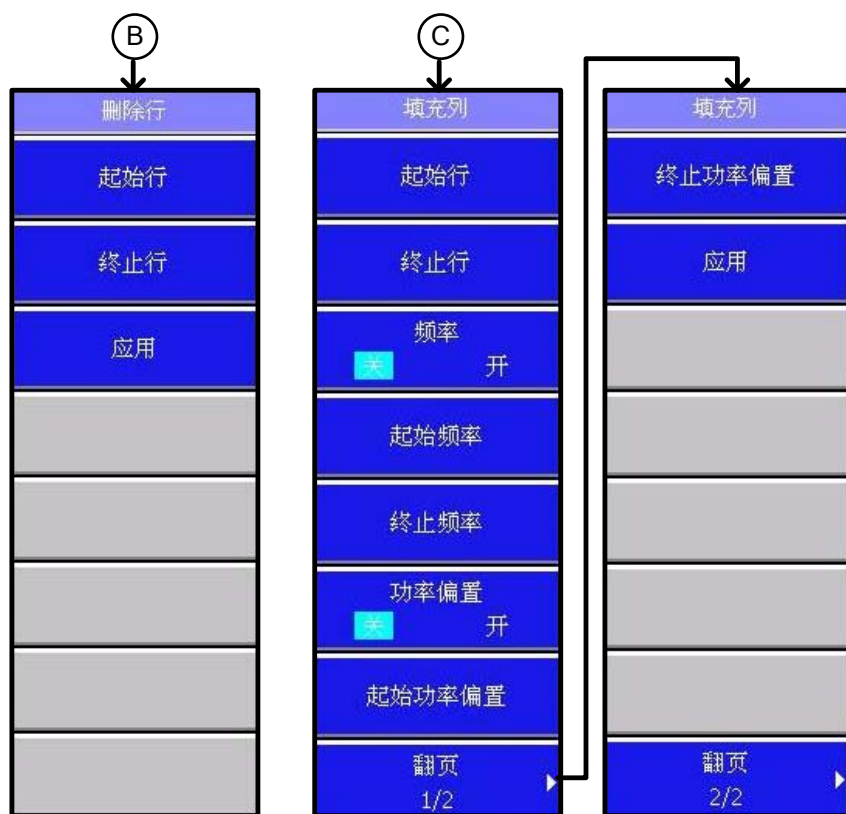 B
删除行
起始行
终止行
应用
C
填充列
起始行
终止行
频率
关 开
起始频率
终止频率
功率偏置
关 开
起始功率偏置
翻页
1/2
填充列
终止功率偏置
应用
翻页
2/2